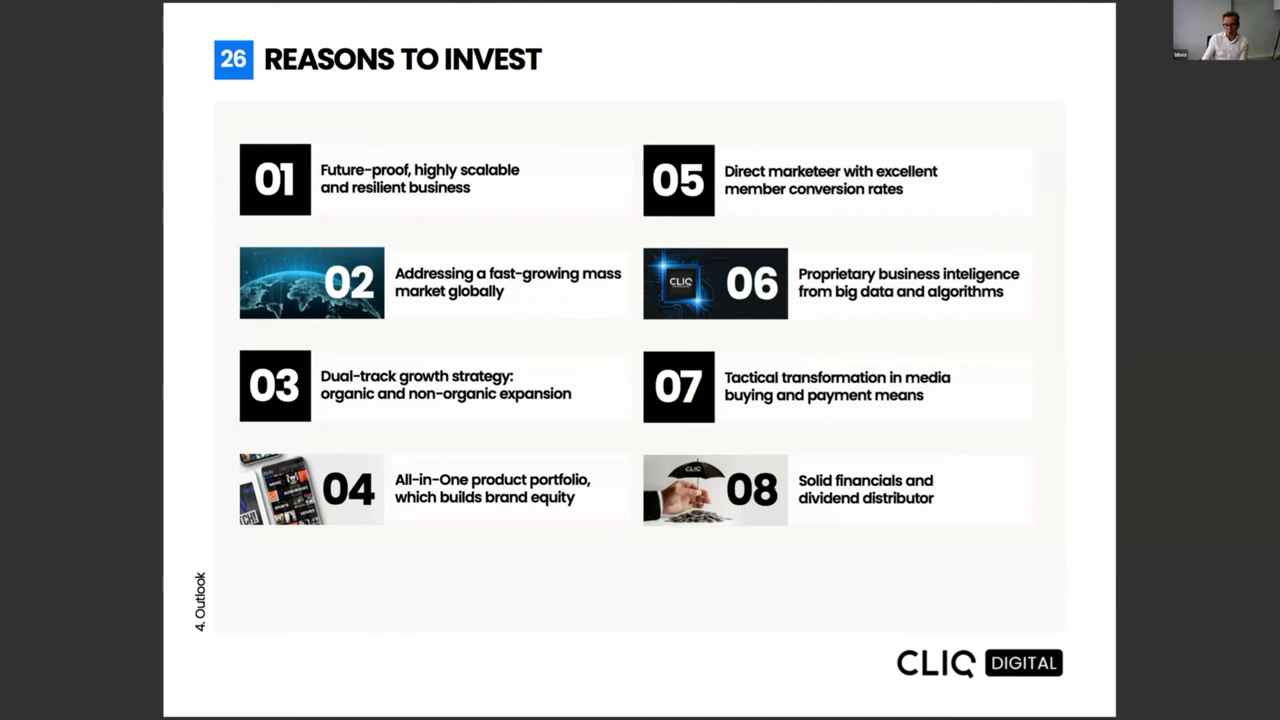 26 REASONS TO INVEST
01
Future-proof, highly scalable
and resilient business
02
Addressing a fast-growing mass
market globally
03
Dual-track growth strategy:
organic and non-organic expansion
04
All-in-One product portfolio,
which builds brand equity
05
Direct marketeer with excellent
member conversion rates
CLIQ
06
Proprietary business inteligence
from big data and algorithms
07
Tactical transformation in media
buying and payment means
CLIQ
08
Solid financials and
dividend distributor
4. Outlook
CLIQ DIGITAL
bbos